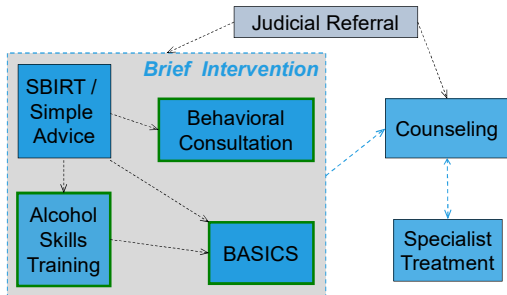 Judicial Referral
Brief Intervention
SBIRT /
Simple
Advice
Behavioral
Consultation
Counseling
Alcohol
Skills
Training
BASICS
Specialist
Treatment